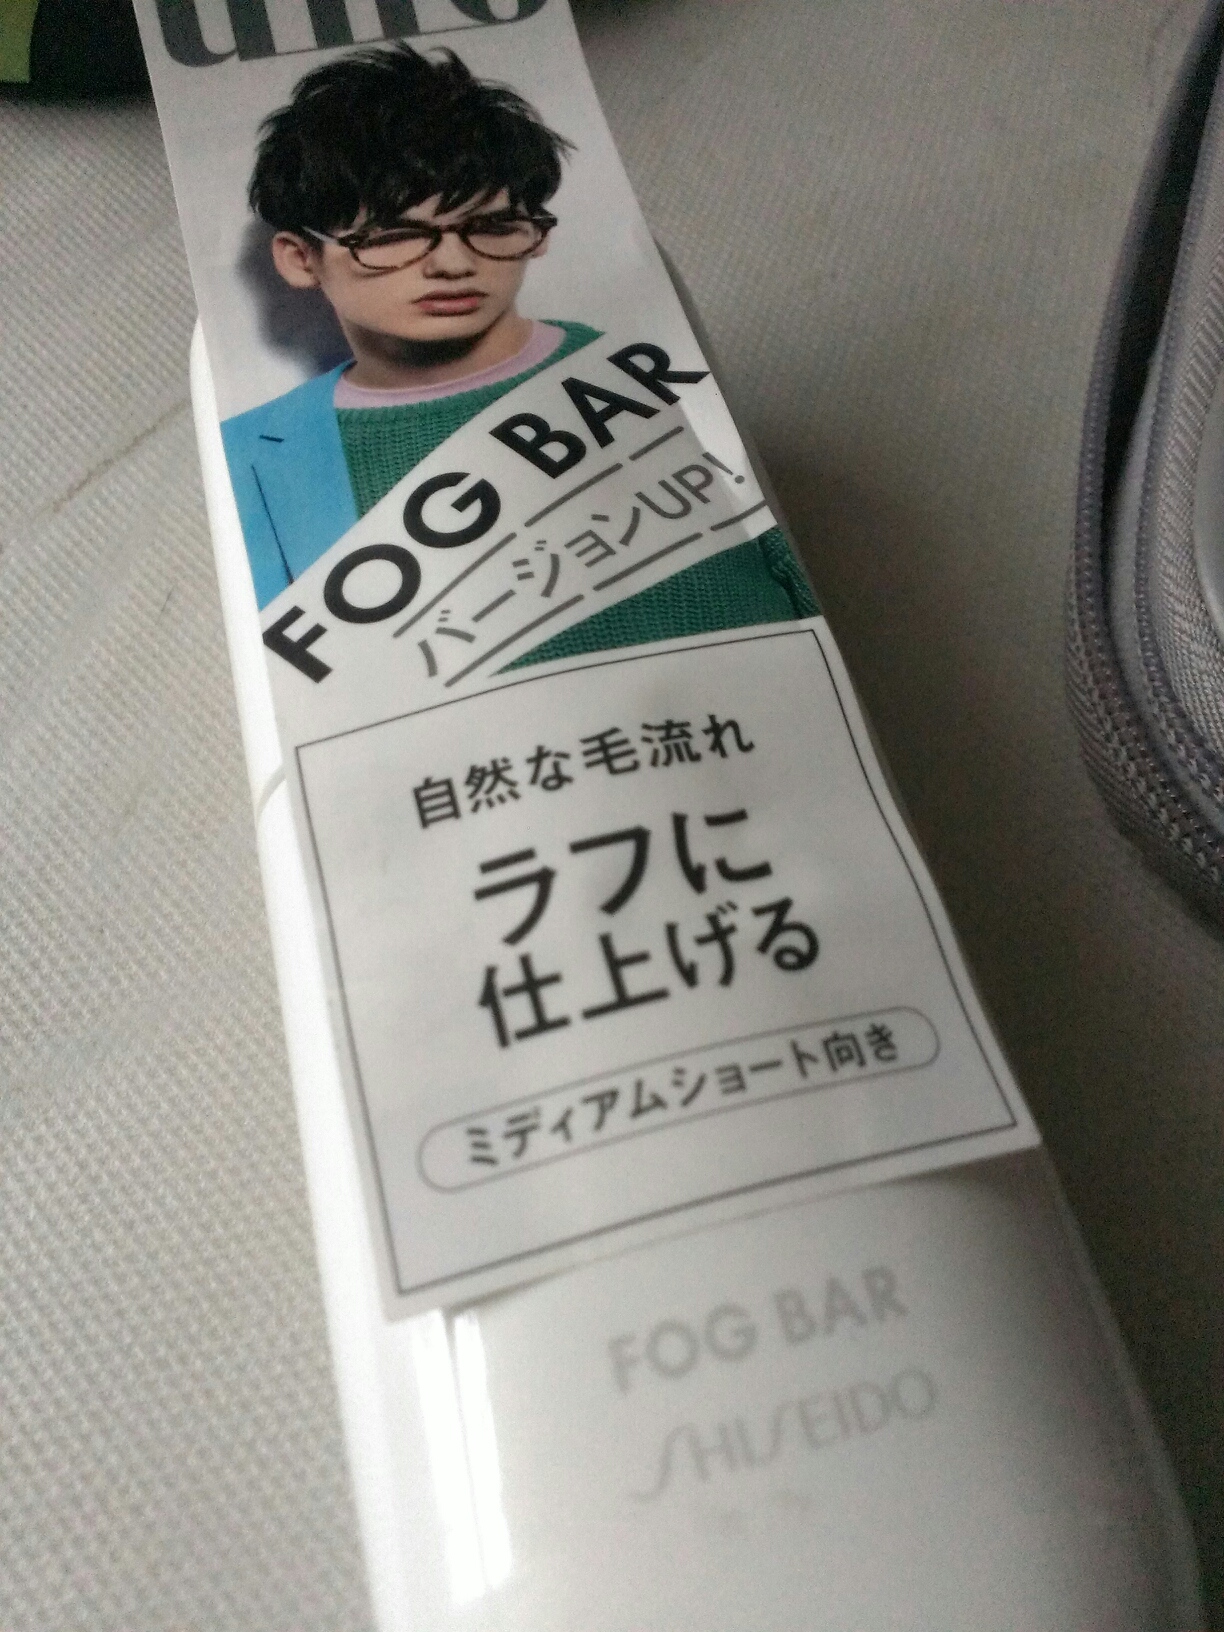 uno
FOG BAR
バージョンUP!
自然な毛流れ
ラフに
仕上げる
ミディアムショート向き
FOG BAR
SHISEIDO